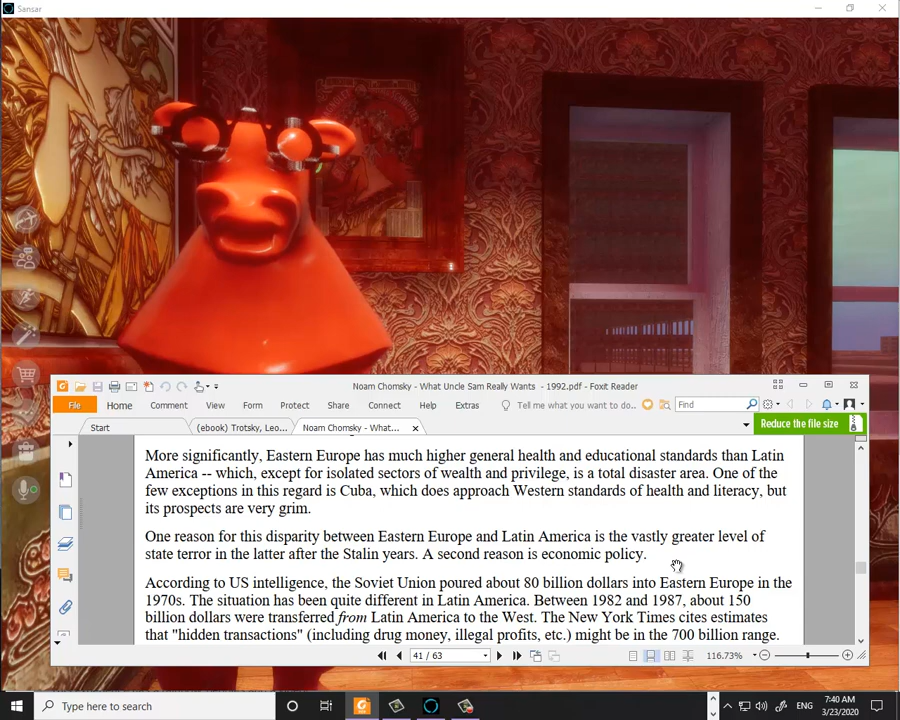 Sansar
Noam Chomsky - What Uncle Sam Really Wants - 1992.pdf - Foxit Reader
File Home Comment View Form Protect Share Connect Extras Tell me what you want to do... Find
Start (ebook) Trotsky, Leo... Noam Chomsky - What... Reduce the file size
More significantly, Eastern Europe has much higher general health and educational standards than Latin
America -- which, except for isolated sectors of wealth and privilege, is a total disaster area. One of the
few exceptions in this regard is Cuba, which does approach Western standards of health and literacy, but
its prospects are very grim.
One reason for this disparity between Eastern Europe and Latin America is the vastly greater level of
state terror in the latter after the Stalin years. A second reason is economic policy.
According to US intelligence, the Soviet Union poured about 80 billion dollars into Eastern Europe in the
1970s. The situation has been quite different in Latin America. Between 1982 and 1987, about 150
billion dollars were transferred from Latin America to the West. The New York Times cites estimates
that "hidden transactions" (including drug money, illegal profits, etc.) might be in the 700 billion range.
41 / 63 116.73%
Type here to search
ENG
7:40 AM
3/23/2020